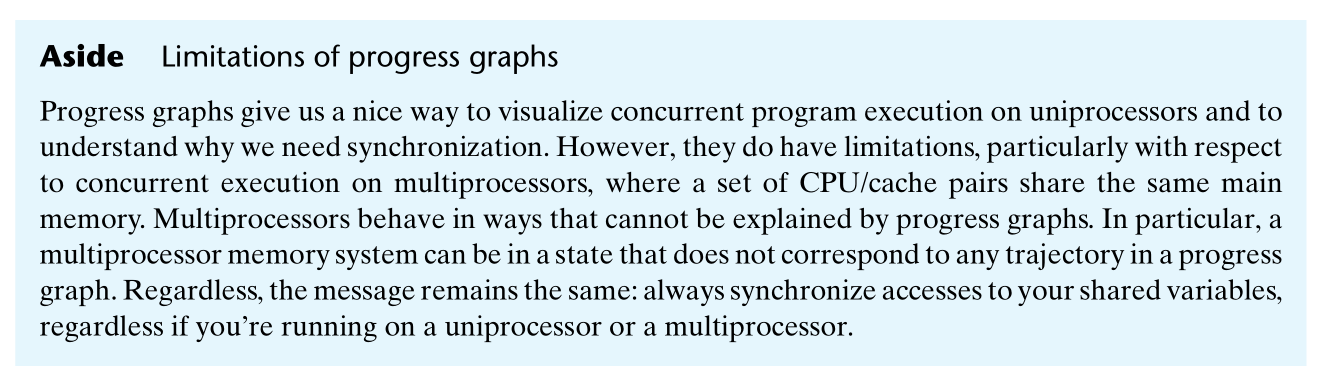 Aside Limitations of progress graphs
Progress graphs give us a nice way to visualize concurrent program execution on uniprocessors and to
understand why we need synchronization. However, they do have limitations, particularly with respect
to concurrent execution on multiprocessors, where a set of CPU/cache pairs share the same main
memory. Multiprocessors behave in ways that cannot be explained by progress graphs. In particular, a
multiprocessor memory system can be in a state that does not correspond to any trajectory in a progress
graph. Regardless, the message remains the same: always synchronize accesses to your shared variables,
regardless if you’re running on a uniprocessor or a multiprocessor.